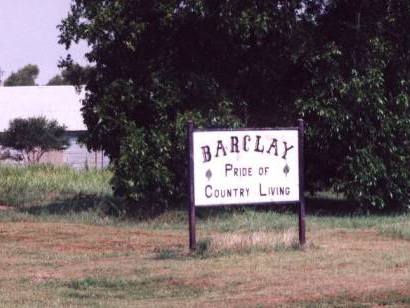 BARCLAY
PRIDE OF
COUNTRY LIVING